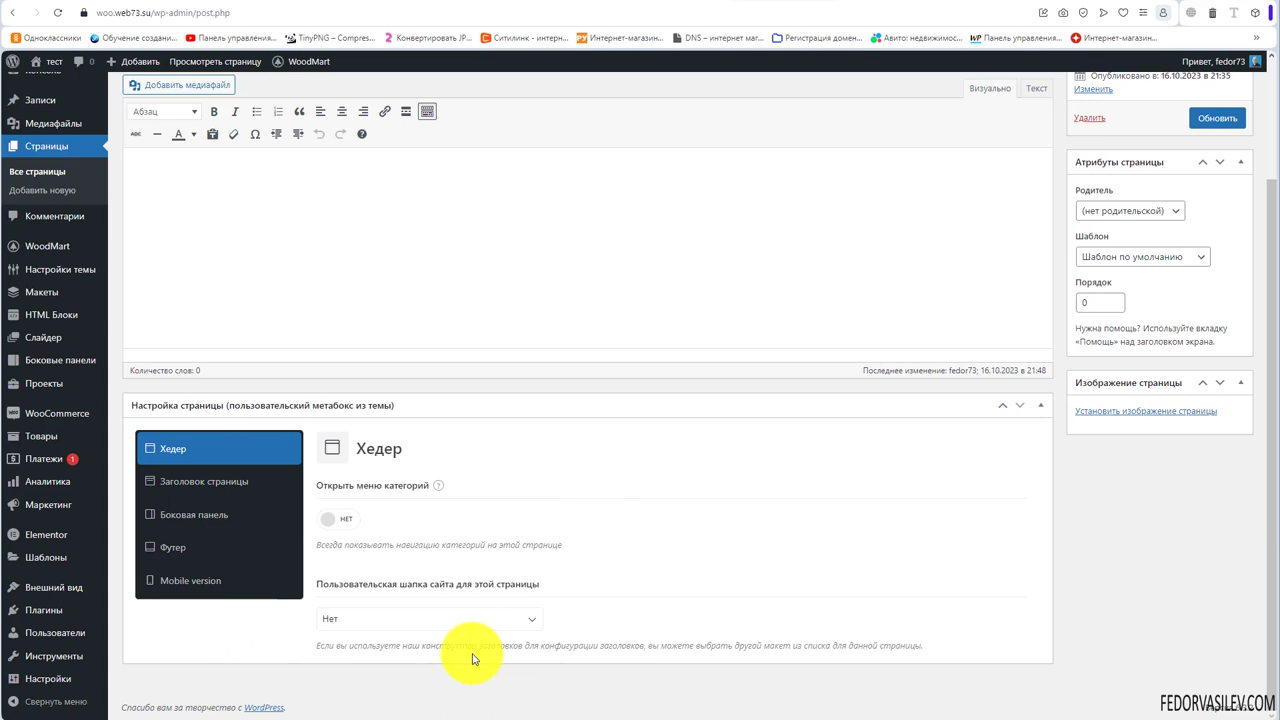 woo.web73.su/wp-admin/post.php
Одноклассники Обучение создани... Панель управления... TinyPNG – Compres... Конвертировать JP... Ситилинк - интерн... Интернет-магазин... DNS – интернет маг... Регистрация домен... Авито: недвижимос... Панель управления... Интернет-магазин...
тест 0 Добавить Просмотреть страницу WoodMart Привет, fedor73
Записи
Медиафайлы
Страницы
Все страницы
Добавить новую
Комментарии
WoodMart
Настройки темы
Макеты
HTML Блоки
Слайдер
Боковые панели
Проекты
WooCommerce
Товары
Платежи 1
Аналитика
Маркетинг
Elementor
Шаблоны
Внешний вид
Плагины
Пользователи
Инструменты
Настройки
Свернуть меню
Добавить медиафайл
Визуально Текст
Абзац
Количество слов: 0 Последнее изменение: fedor73; 16.10.2023 в 21:48
Настройка страницы (пользовательский метабокс из темы)
Хедер
Заголовок страницы
Боковая панель
Футер
Mobile version
Хедер
Открыть меню категорий
НЕТ
Всегда показывать навигацию категорий на этой странице
Пользовательская шапка сайта для этой страницы
Нет
Если вы используете наш конструктор заголовков для конфигурации заголовков, вы можете выбрать другой макет из списка для данной страницы.
Спасибо вам за творчество с WordPress.
Опубликовано в: 16.10.2023 в 21:35
Изменить
Удалить Обновить
Атрибуты страницы
Родитель
(нет родительской)
Шаблон
Шаблон по умолчанию
Порядок
0
Нужна помощь? Используйте вкладку
«Помощь» над заголовком экрана.
Изображение страницы
Установить изображение страницы
FEDORVASILEV.COM